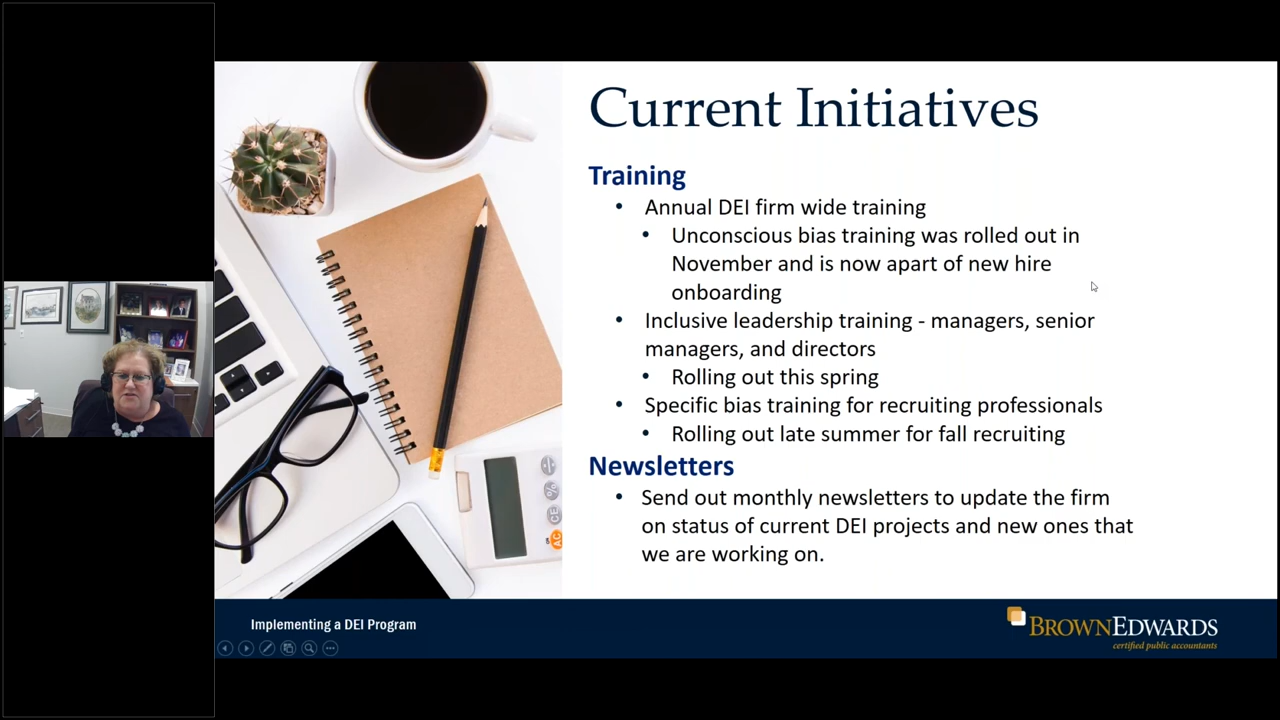 Current Initiatives
Training
• Annual DEI firm wide training
• Unconscious bias training was rolled out in
November and is now apart of new hire
onboarding
• Inclusive leadership training - managers, senior
managers, and directors
• Rolling out this spring
• Specific bias training for recruiting professionals
• Rolling out late summer for fall recruiting
Newsletters
• Send out monthly newsletters to update the firm
on status of current DEI projects and new ones that
we are working on.
Implementing a DEI Program
BROWNEDWARDS
certified public accountants